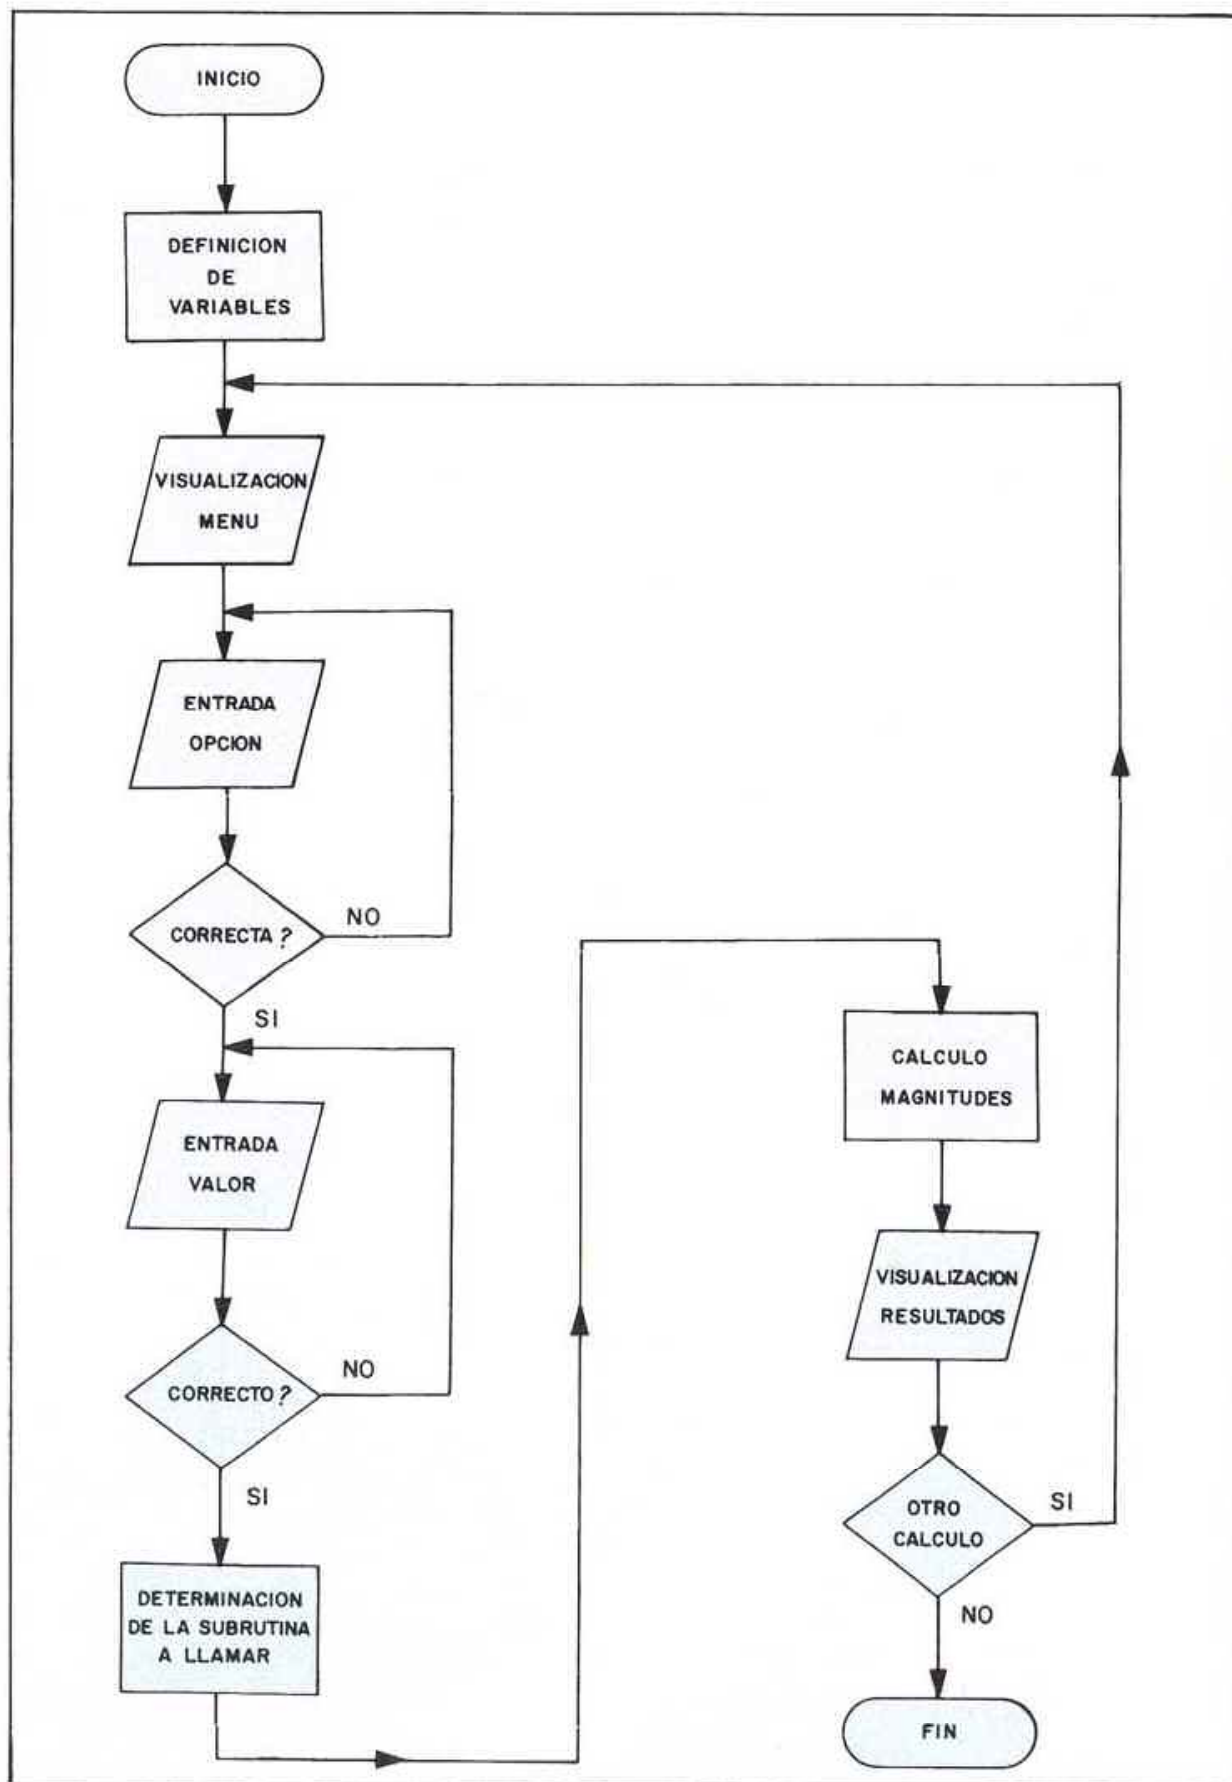 INICIO
DEFINICION
DE
VARIABLES
VISUALIZACION
MENU
ENTRADA
OPCION
CORRECTA?
NO
SI
ENTRADA
VALOR
CORRECTO?
NO
SI
DETERMINACION
DE LA SUBRUTINA
A LLAMAR
CALCULO
MAGNITUDES
VISUALIZACION
RESULTADOS
OTRO
CALCULO
SI
NO
FIN